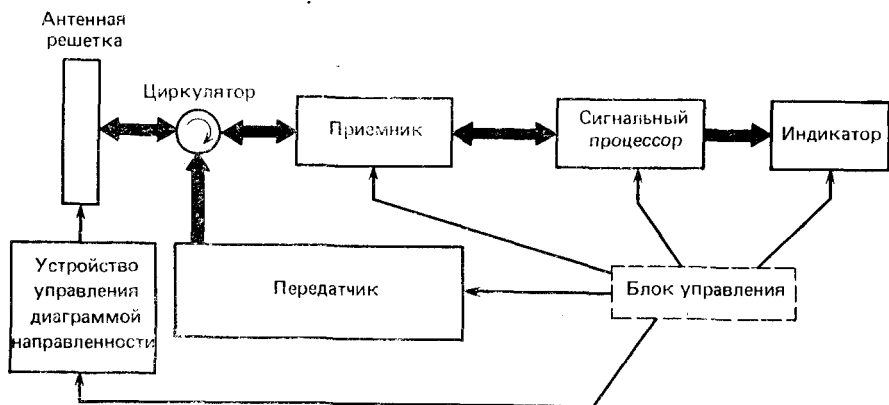 Антенная
решетка
Циркулятор
Приемник
Сигнальный
процессор
Индикатор
Устройство
управления
диаграммой
направленности
Передатчик
Блок управления